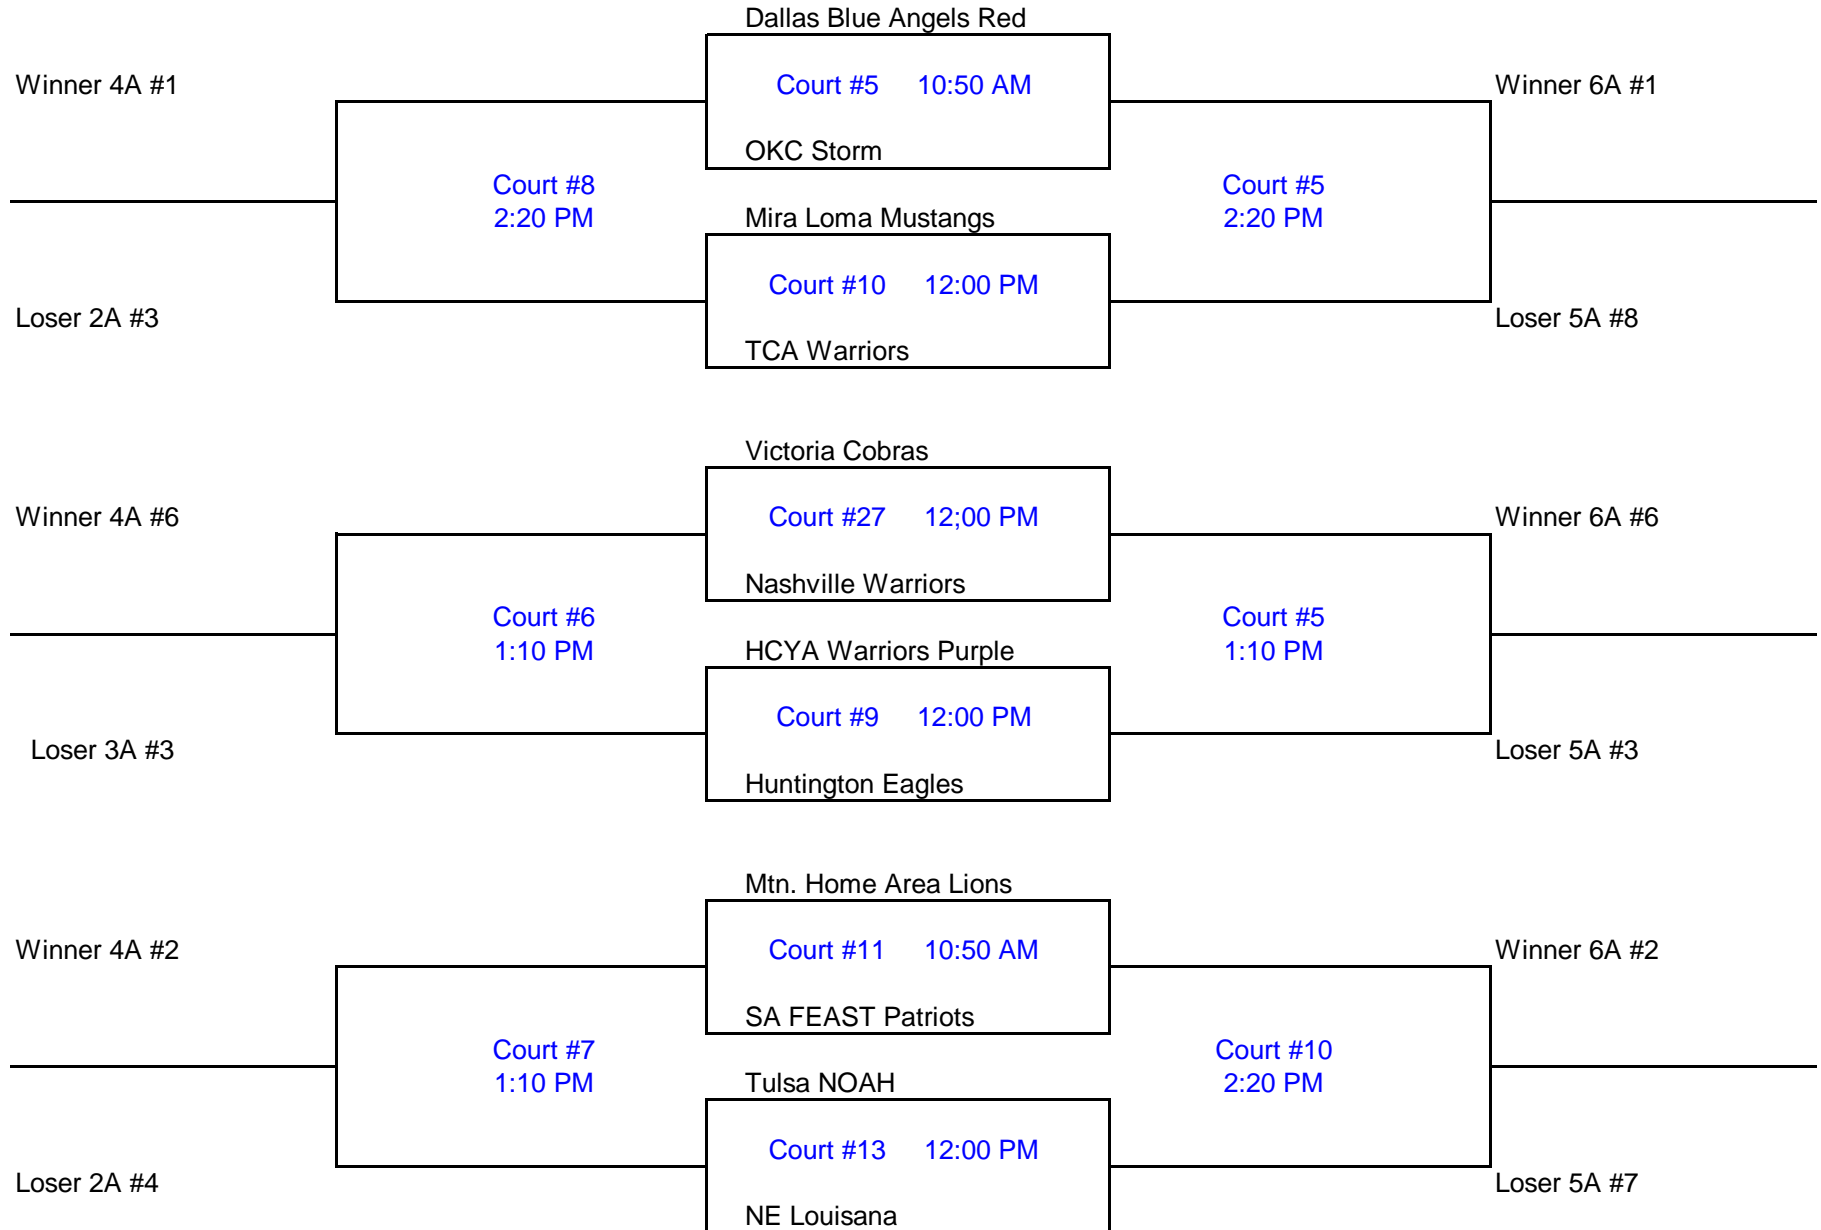 Dallas Blue Angels Red
Winner 4A #1
Court #5 10:50 AM
Winner 6A #1
OKC Storm
Court #8
2:20 PM
Court #5
2:20 PM
Mira Loma Mustangs
Court #10 12:00 PM
Loser 2A #3
Loser 5A #8
TCA Warriors
Victoria Cobras
Winner 4A #6
Court #27 12;00 PM
Winner 6A #6
Nashville Warriors
Court #6
1:10 PM
Court #5
1:10 PM
HCYA Warriors Purple
Court #9 12:00 PM
Loser 3A #3
Loser 5A #3
Huntington Eagles
Mtn. Home Area Lions
Winner 4A #2
Court #11 10:50 AM
Winner 6A #2
SA FEAST Patriots
Court #7
1:10 PM
Court #10
2:20 PM
Tulsa NOAH
Court #13 12:00 PM
Loser 2A #4
Loser 5A #7
NE Louisana